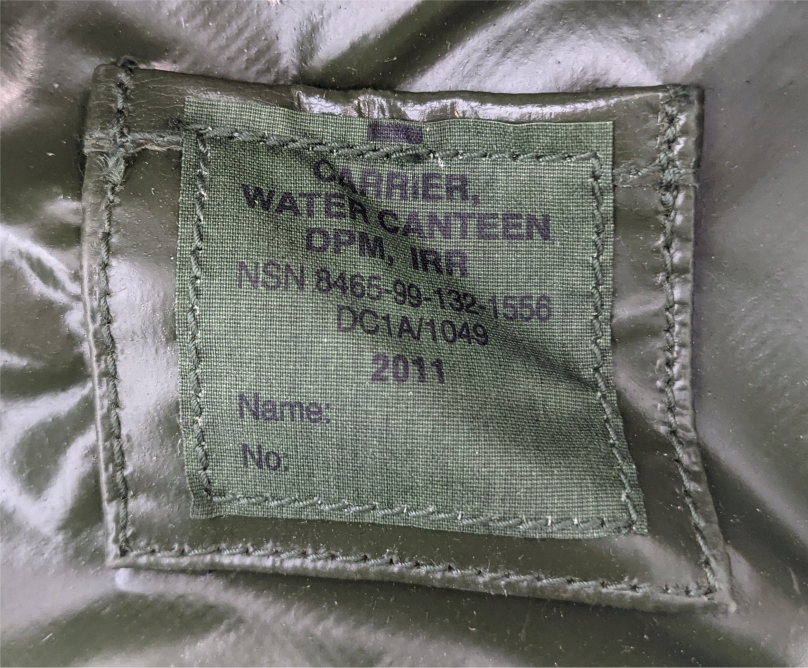 CARRIER,
WATER CANTEEN
DPM, IRR
NSN 8465-99-132-1556
DC1A/1049
2011
Name:
No: